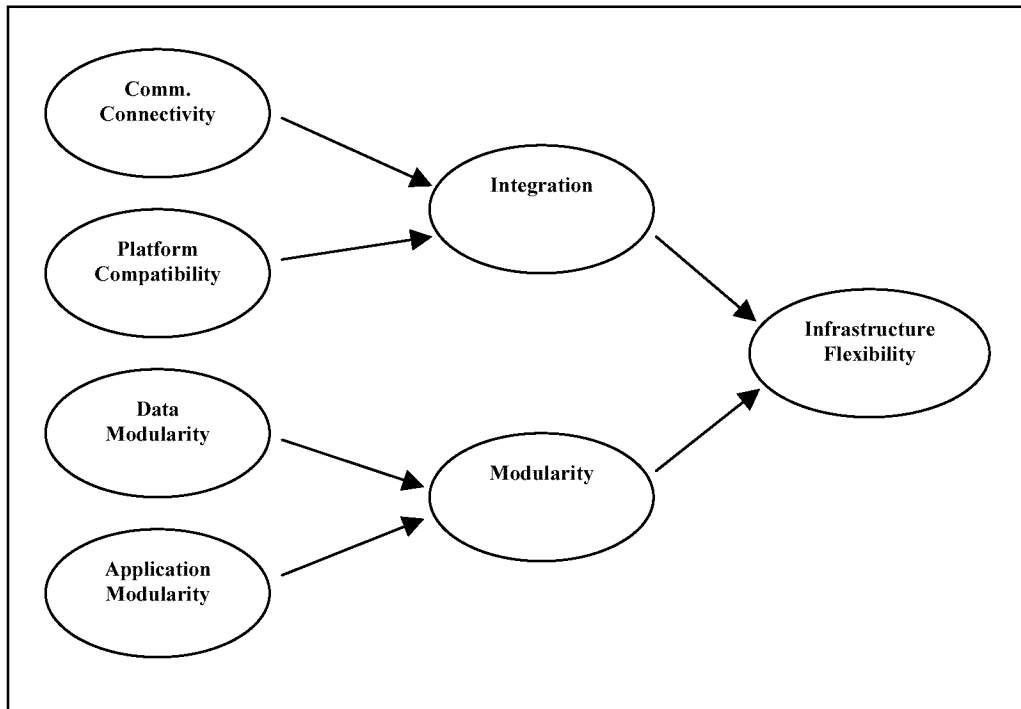 Comm.
Connectivity
Platform
Compatibility
Data
Modularity
Application
Modularity
Integration
Modularity
Infrastructure
Flexibility